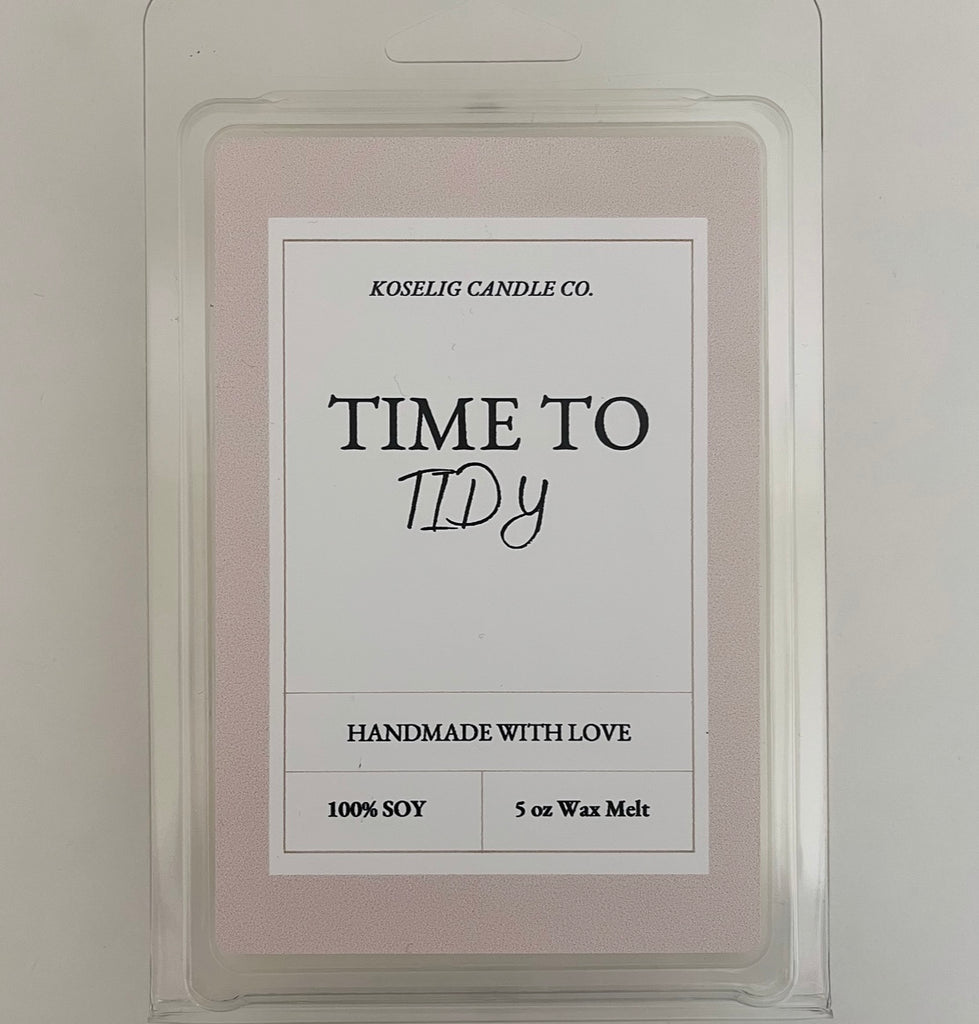 KOSELIG CANDLE CO.
TIME TO
TIDy
HANDMADE WITH LOVE
100% SOY
5 oz Wax Melt